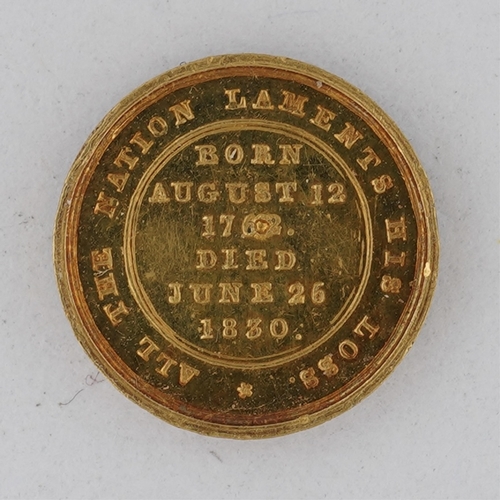 ALL THE NATION LAMENTS HIS LOSS.
BORN
AUGUST 12
1762.
DIED
JUNE 26
1830.